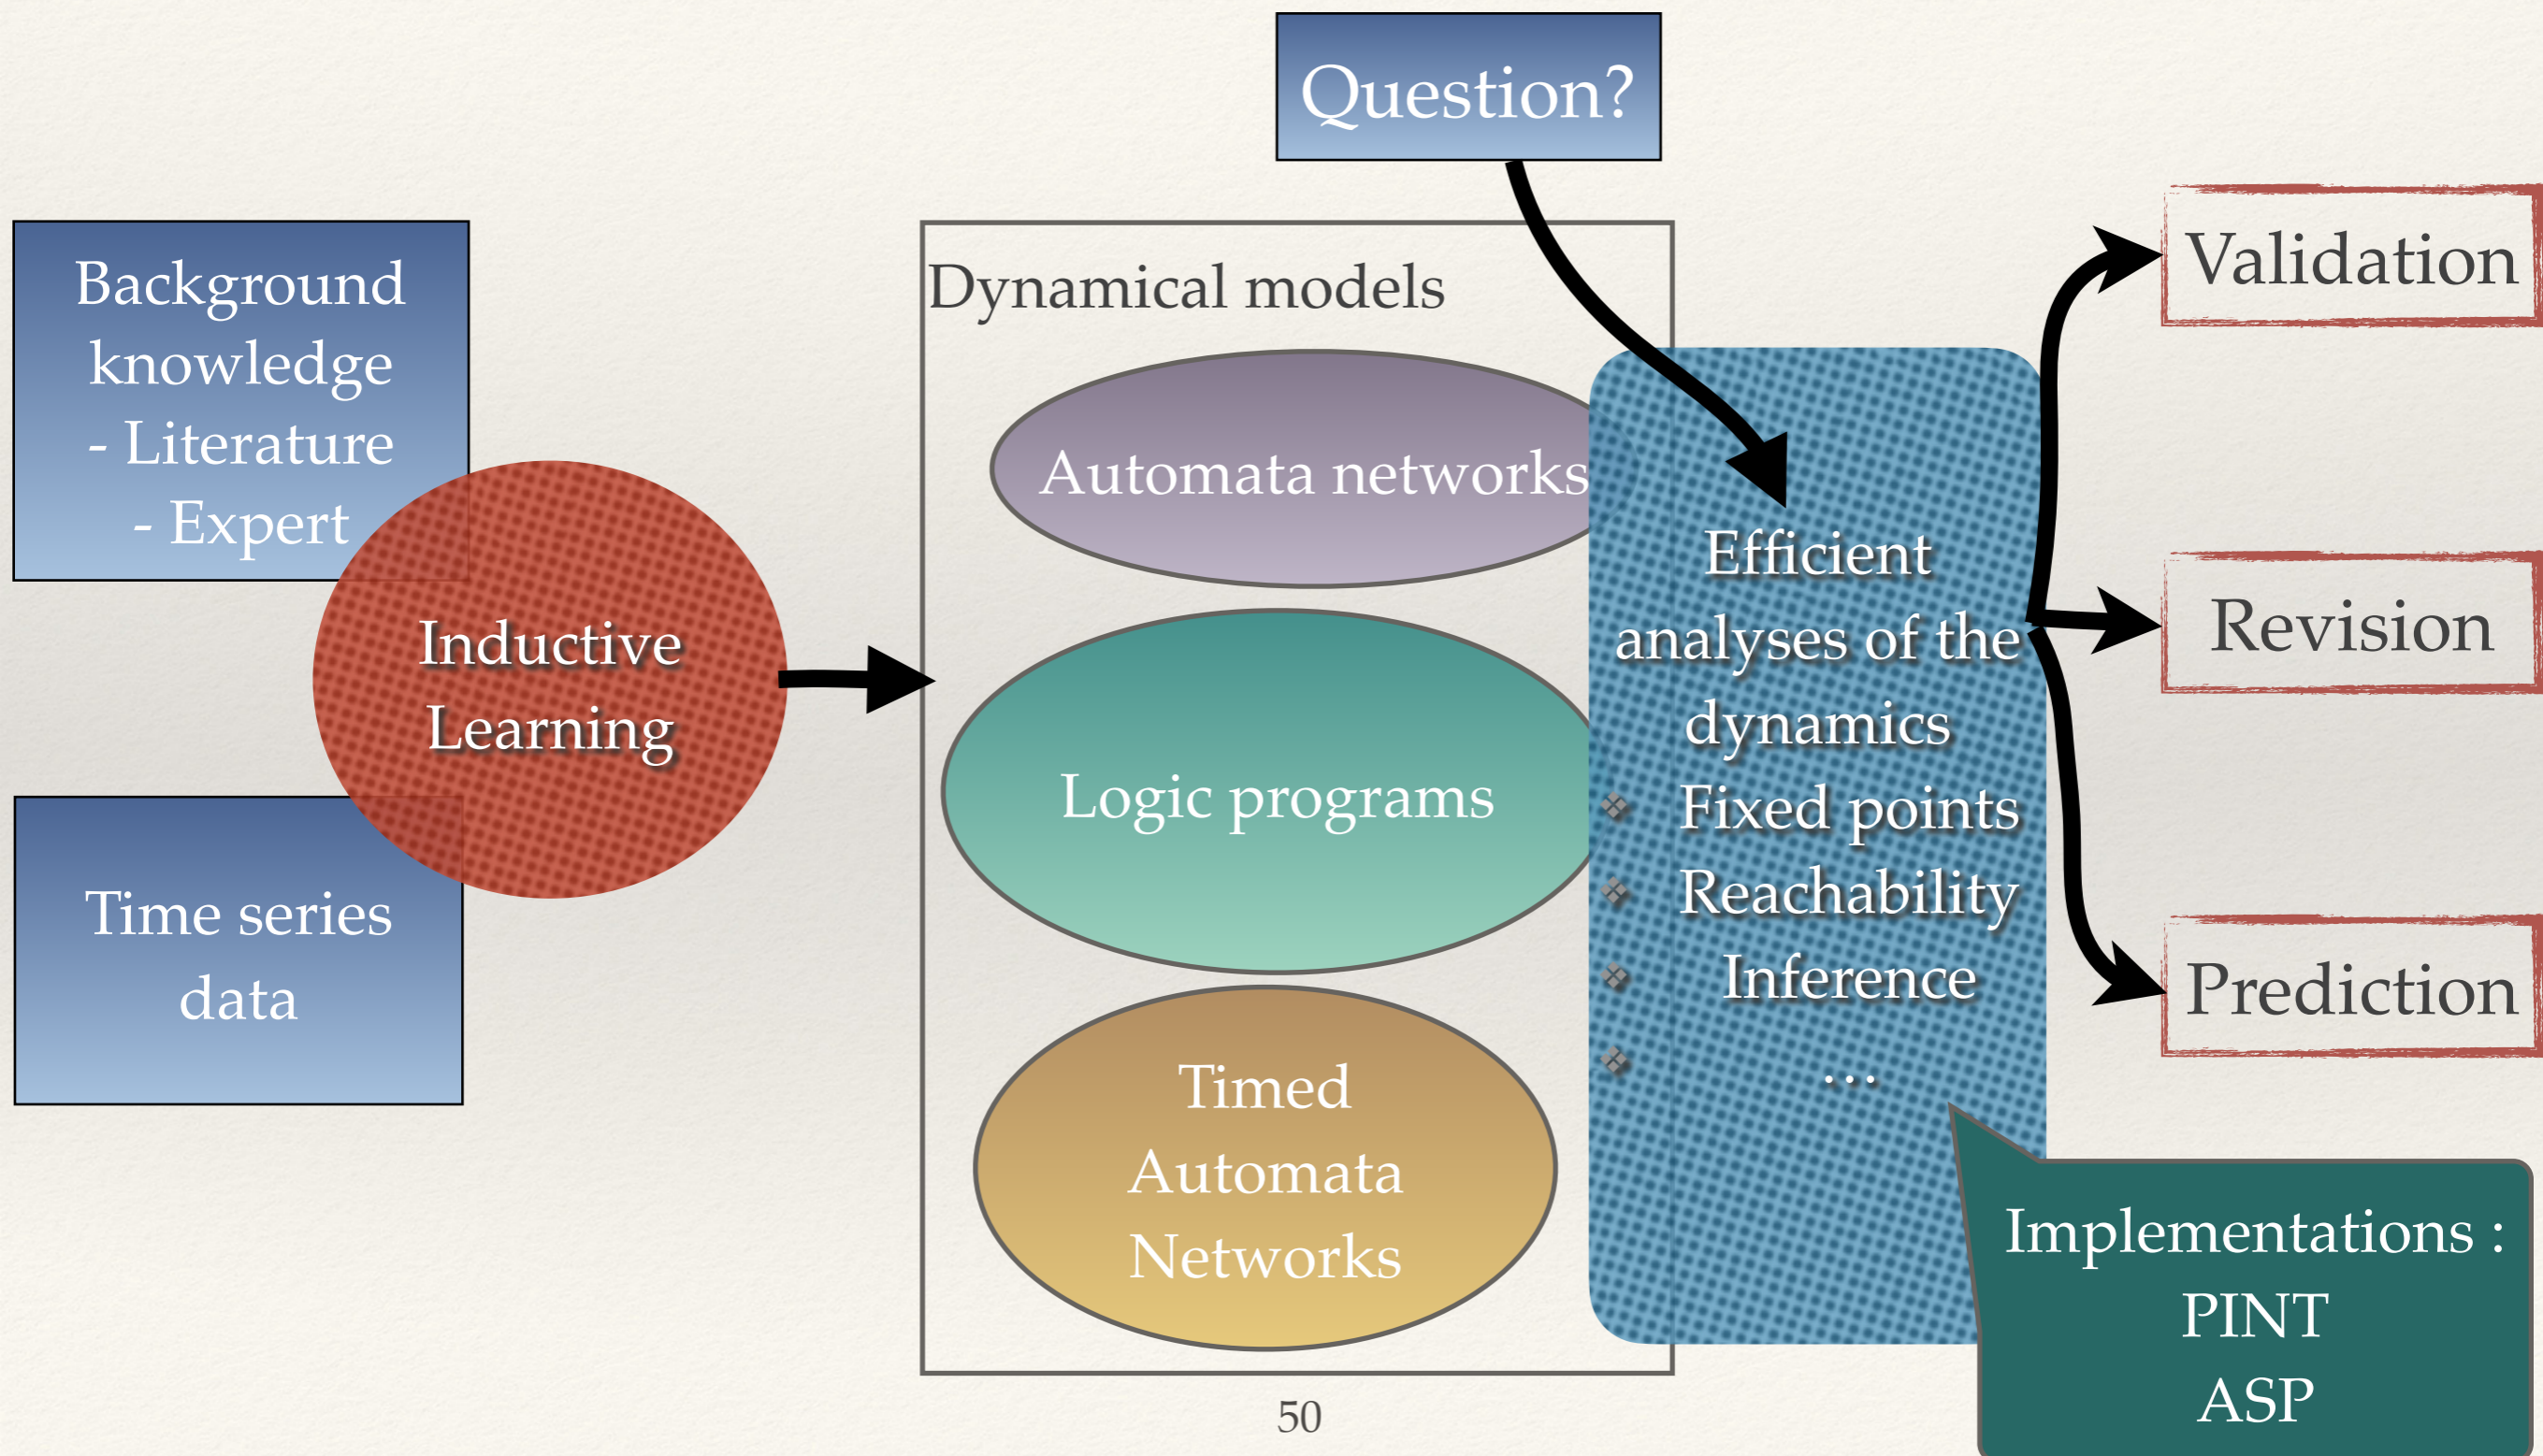 Question?
Background
knowledge
- Literature
- Expert
Inductive
Learning
Time series
data
Dynamical models
Automata networks
Logic programs
Timed
Automata
Networks
Efficient
analyses of the
dynamics
❖ Fixed points
❖ Reachability
❖ Inference
❖ …
Validation
Revision
Prediction
Implementations :
PINT
ASP
50